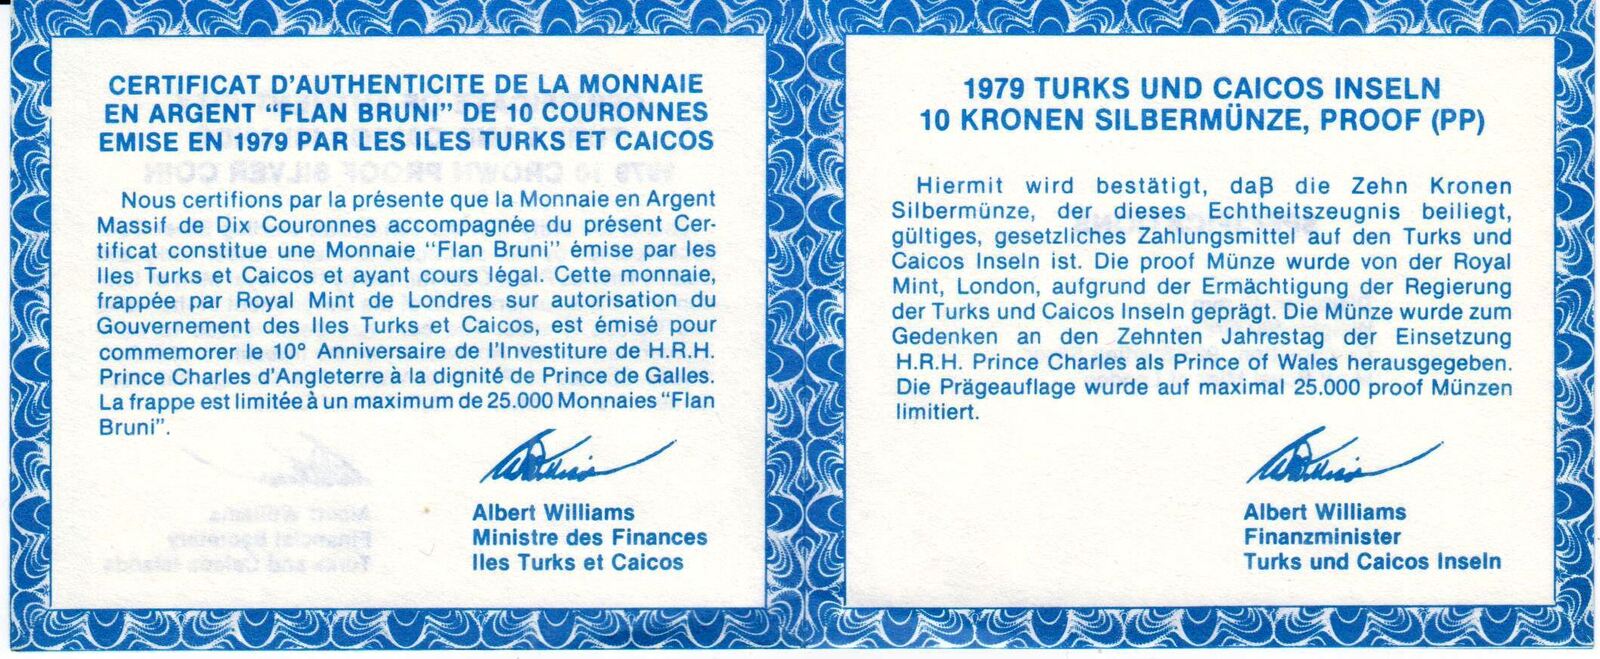 CERTIFICAT D'AUTHENTICITE DE LA MONNAIE
EN ARGENT "FLAN BRUNI" DE 10 COURONNES
EMISE EN 1979 PAR LES ILES TURKS ET CAICOS
Nous certifions par la présente que la Monnaie en Argent
Massif de Dix Couronnes accompagnée du présent Cer-
tificat constitue une Monnaie "Flan Bruni" émise par les
Iles Turks et Caicos et ayant cours légal. Cette monnaie,
frappée par Royal Mint de Londres sur autorisation du
Gouvernement des Iles Turks et Caicos, est émisé pour
commemorer le 10° Anniversaire de l'Investiture de H.R.H.
Prince Charles d'Angleterre à la dignité de Prince de Galles.
La frappe est limitée à un maximum de 25.000 Monnaies "Flan
Bruni".
Albert Williams
Ministre des Finances
Iles Turks et Caicos
1979 TURKS UND CAICOS INSELN
10 KRONEN SILBERMÜNZE, PROOF (PP)
Hiermit wird bestätigt, daß die Zehn Kronen
Silbermünze, der dieses Echtheitszeugnis beiliegt,
gültiges, gesetzliches Zahlungsmittel auf den Turks und
Caicos Inseln ist. Die proof Münze wurde von der Royal
Mint, London, aufgrund der Ermächtigung der Regierung
der Turks und Caicos Inseln geprägt. Die Münze wurde zum
Gedenken an den Zehnten Jahrestag der Einsetzung
H.R.H. Prince Charles als Prince of Wales herausgegeben.
Die Prägeauflage wurde auf maximal 25.000 proof Münzen
limitiert.
Albert Williams
Finanzminister
Turks und Caicos Inseln